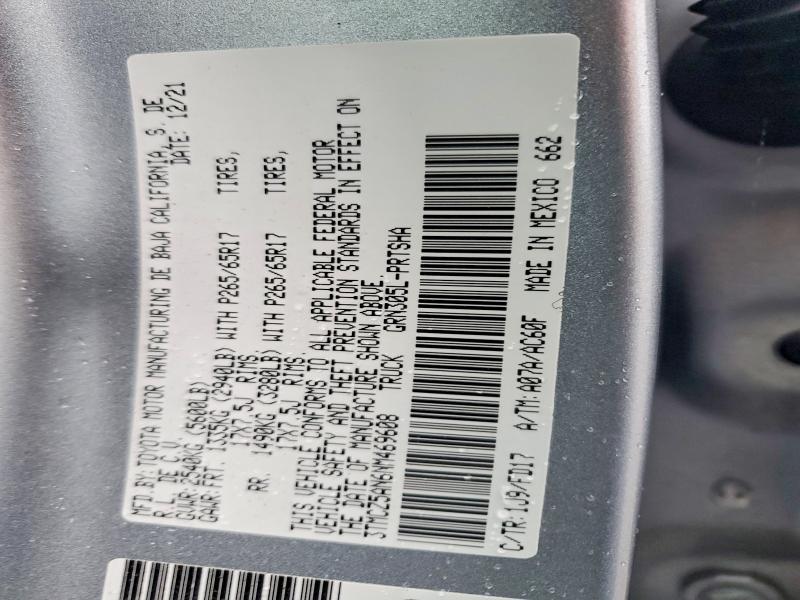 MFD.BY:TOYOTA MOTOR MANUFACTURING DE BAJA CALIFORNIA, S. DE
R.L. DE C.V. DATE: 12/21
GVWR: 2540KG (5600LB)
GAWR: FRT. 1335KG (2940LB) WITH P265/65R17 TIRES,
17X7.5J RIMS.
RR. 1490KG (3280LB) WITH P265/65R17 TIRES,
17X7.5J RIMS.
THIS VEHICLE CONFORMS TO ALL APPLICABLE FEDERAL MOTOR
VEHICLE SAFETY AND THEFT PREVENTION STANDARDS IN EFFECT ON
THE DATE OF MANUFACTURE SHOWN ABOVE.
3TMCZ5AN6NM469608 TRUCK GRN305L-PRTSHA
C/TR:1J9/FD17 A/TM:A07A/AC60F MADE IN MEXICO 662